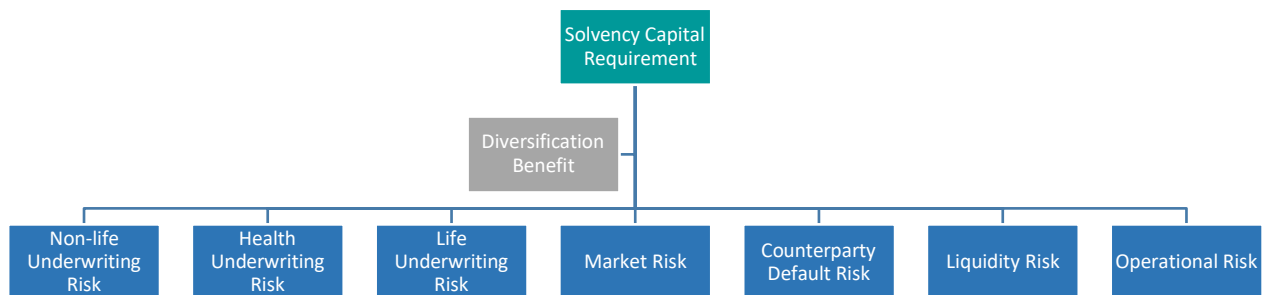 Solvency Capital
Requirement
Diversification
Benefit
Non-life
Underwriting
Risk
Health
Underwriting
Risk
Life
Underwriting
Risk
Market Risk
Counterparty
Default Risk
Liquidity Risk
Operational Risk